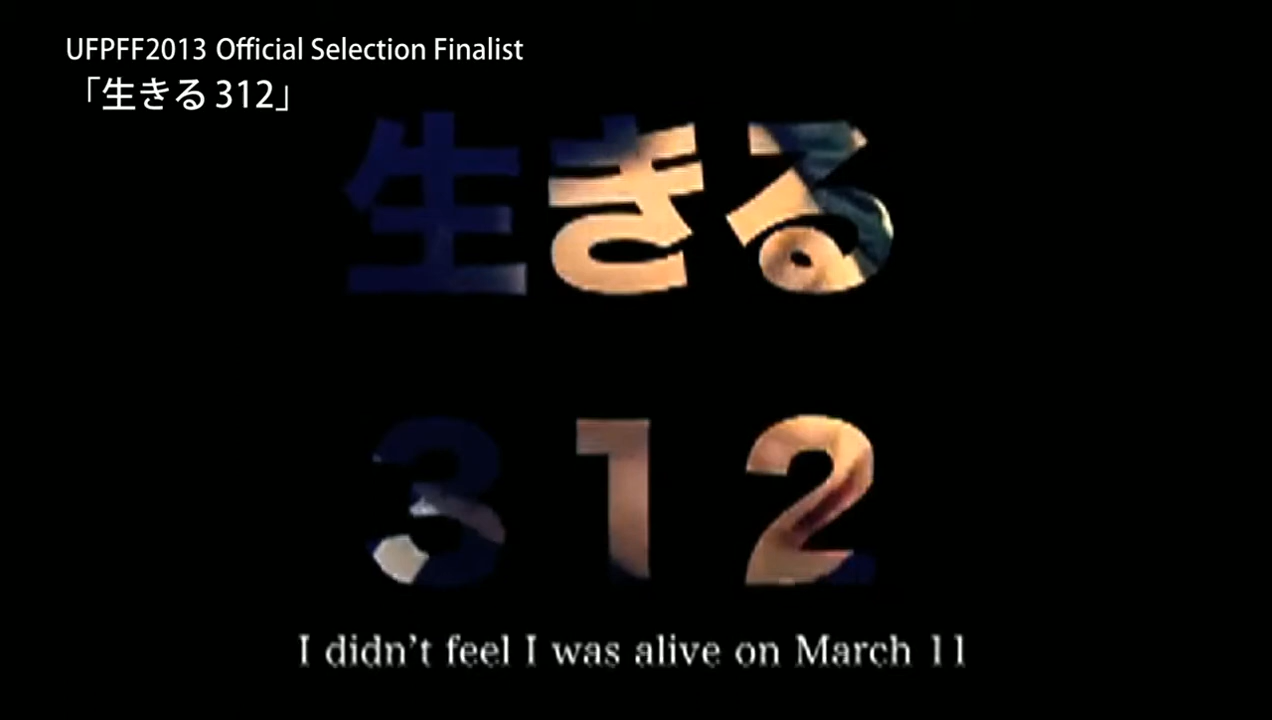 UFPFF2013 Official Selection Finalist
「生きる312」
生きる
312
I didn't feel I was alive on March 11